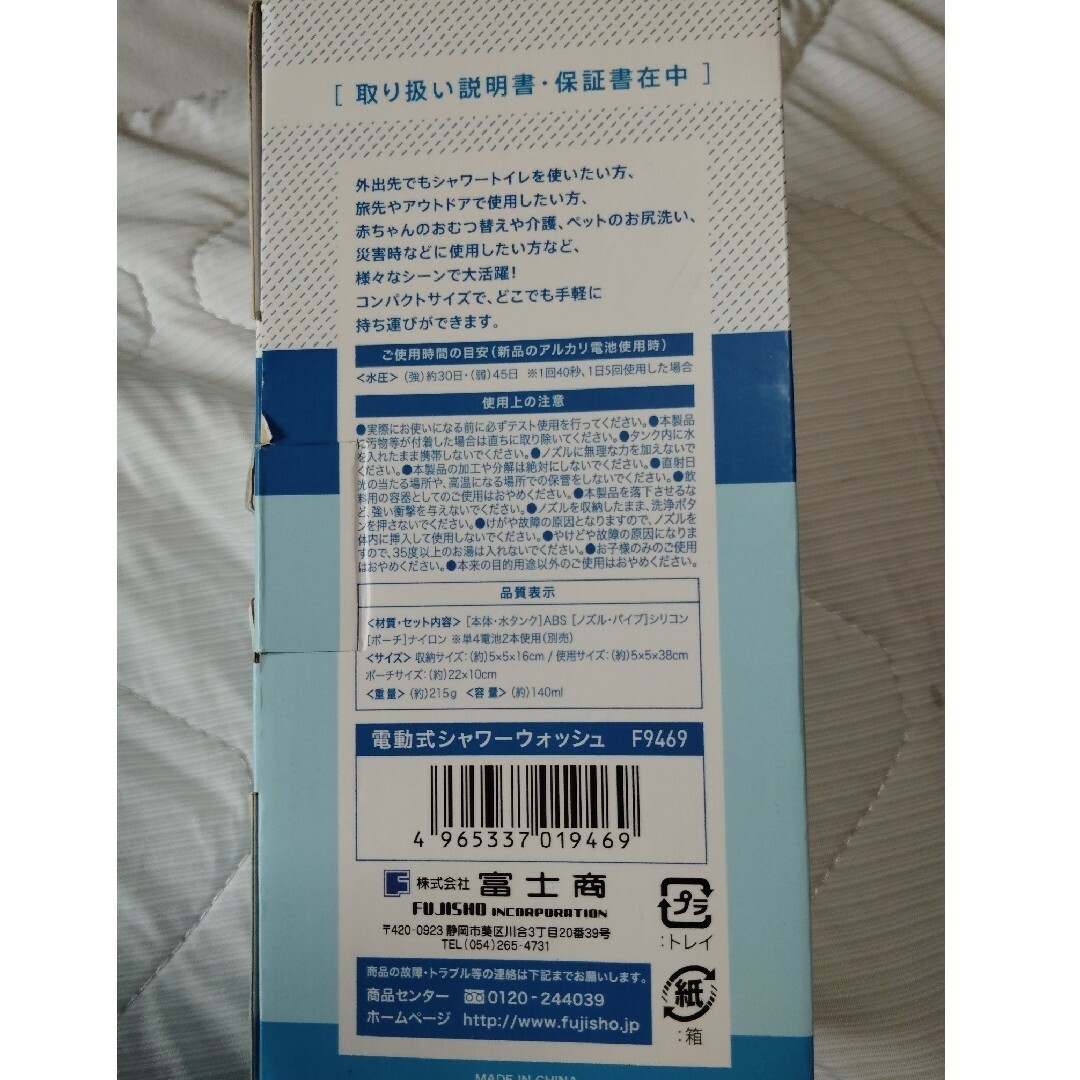 [ 取り扱い説明書・保証書在中 ]
外出先でもシャワートイレを使いたい方、
旅先やアウトドアで使用したい方、
赤ちゃんのおむつ替えや介護、ペットのお尻洗い、
災害時などに使用したい方など、
様々なシーンで大活躍!
コンパクトサイズで、どこでも手軽に
持ち運びができます。
ご使用時間の目安(新品のアルカリ電池使用時)
<水圧> (強)約30日・(弱)45日 ※1回40秒、1日5回使用した場合
使用上の注意
●実際にお使いになる前に必ずテスト使用を行ってください。●本製品
に汚物等が付着した場合は直ちに取り除いてください。●タンク内に水
を入れたまま携帯しないでください。●ノズルに無理な力を加えないで
ください。●本製品の加工や分解は絶対にしないでください。●直射日
光の当たる場所や、高温になる場所での保管をしないでください。●飲
料用の容器としてのご使用はおやめください。●本製品を落下させるな
ど、強い衝撃を与えないでください。●ノズルを収納したまま、洗浄ボタ
ンを押さないでください。●けがや故障の原因となりますので、ノズルを
体内に挿入して使用しないでください。●やけどや故障の原因になりま
すので、35度以上のお湯は入れないでください。●お子様のみのご使用
はおやめください。●本来の目的用途以外のご使用はおやめください。
品質表示
<材質・セット内容> [本体・水タンク]ABS [ノズル・パイプ]シリコン
[ポーチ]ナイロン ※単4電池2本使用(別売)
<サイズ> 収納サイズ:(約)5×5×16cm / 使用サイズ:(約)5×5×38cm
ポーチサイズ:(約)22×10cm
<重量> (約)215g <容量> (約)140ml
電動式シャワーウォッシュ F9469
4 965337 019469
株式会社 富士商
FUJISHO INCORPORATION
〒420-0923 静岡市葵区川合3丁目20番39号
TEL(054)265-4731
プラ
:トレイ
商品の故障・トラブル等の連絡は下記までお願いします。
商品センター 0120-244039
ホームページ http://www.fujisho.jp
紙
:箱
MADE IN CHINA